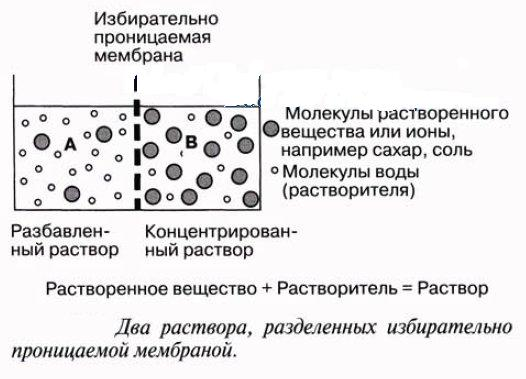 Избирательно
проницаемая
мембрана
А
В
Молекулы растворенного
вещества или ионы,
например сахар, соль
Молекулы воды
(растворителя)
Разбавлен-
ный раствор
Концентрирован-
ный раствор
Растворенное вещество + Растворитель = Раствор
Два раствора, разделенных избирательно
проницаемой мембраной.